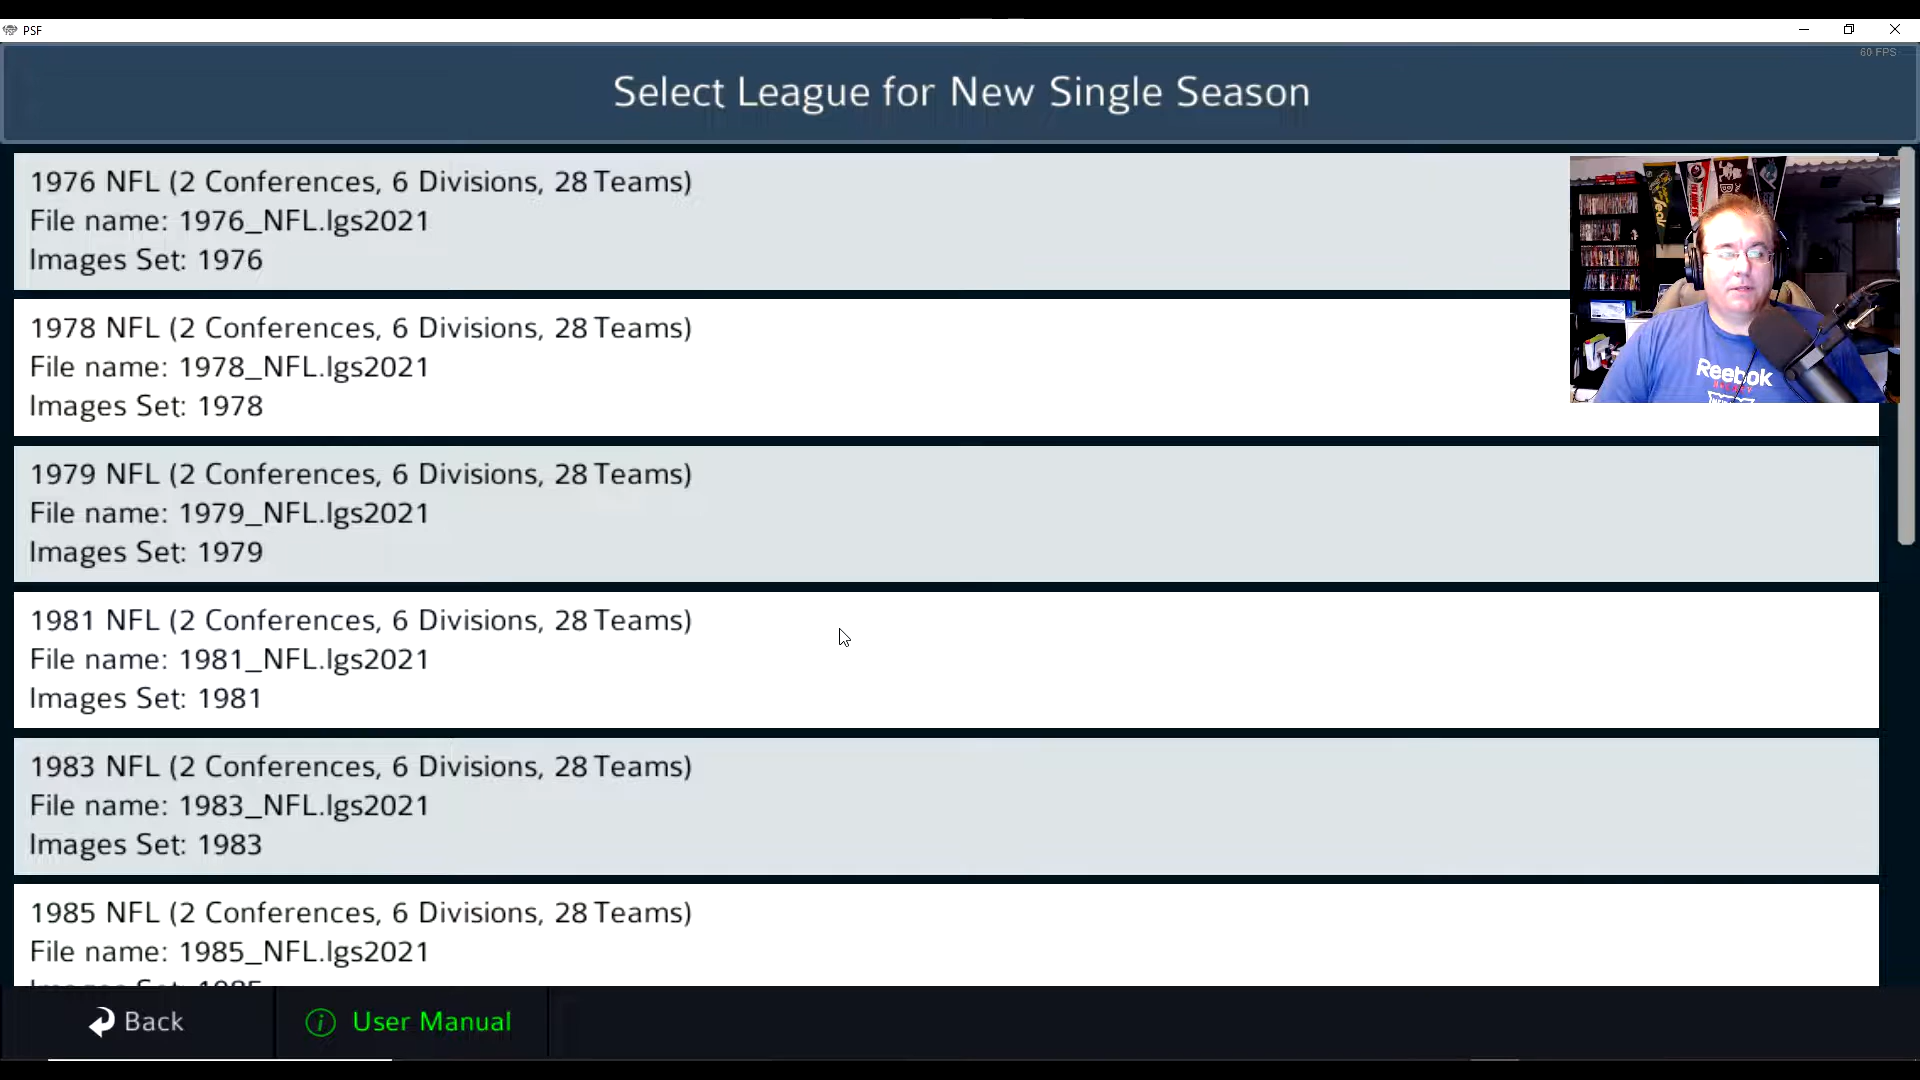 PSF
60 FPS
Select League for New Single Season
1976 NFL (2 Conferences, 6 Divisions, 28 Teams)
File name: 1976_NFL.lgs2021
Images Set: 1976
1978 NFL (2 Conferences, 6 Divisions, 28 Teams)
File name: 1978_NFL.lgs2021
Images Set: 1978
Reebok
1979 NFL (2 Conferences, 6 Divisions, 28 Teams)
File name: 1979_NFL.lgs2021
Images Set: 1979
1981 NFL (2 Conferences, 6 Divisions, 28 Teams)
File name: 1981_NFL.lgs2021
Images Set: 1981
1983 NFL (2 Conferences, 6 Divisions, 28 Teams)
File name: 1983_NFL.lgs2021
Images Set: 1983
1985 NFL (2 Conferences, 6 Divisions, 28 Teams)
File name: 1985_NFL.lgs2021
Images Set: 1985
Back
User Manual